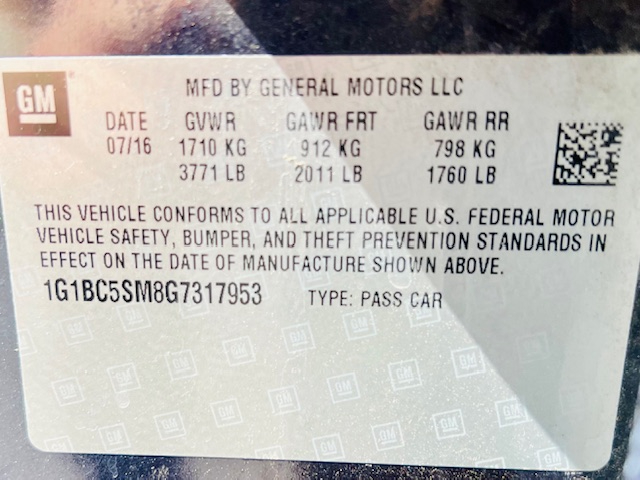 GM
MFD BY GENERAL MOTORS LLC
DATE GVWR GAWR FRT GAWR RR
07/16 1710 KG 912 KG 798 KG
3771 LB 2011 LB 1760 LB
THIS VEHICLE CONFORMS TO ALL APPLICABLE U.S. FEDERAL MOTOR
VEHICLE SAFETY, BUMPER, AND THEFT PREVENTION STANDARDS IN
EFFECT ON THE DATE OF MANUFACTURE SHOWN ABOVE.
1G1BC5SM8G7317953 TYPE: PASS CAR